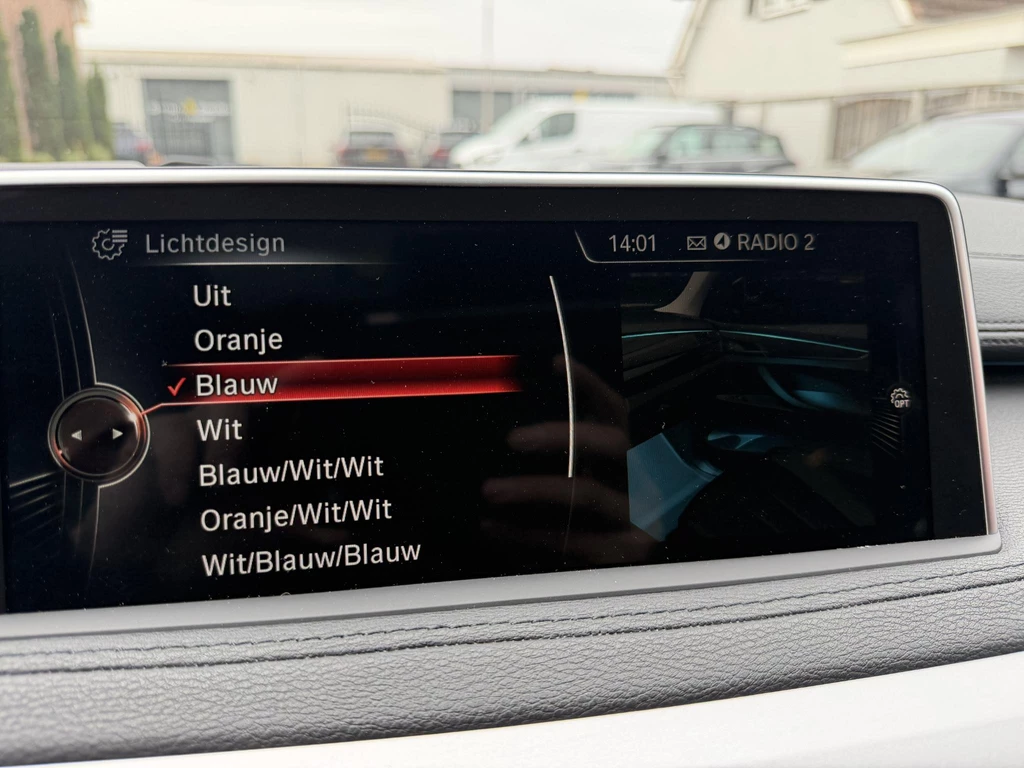 Lichtdesign
14:01 RADIO 2
Uit
Oranje
Blauw
Wit
Blauw/Wit/Wit
Oranje/Wit/Wit
Wit/Blauw/Blauw
OPT